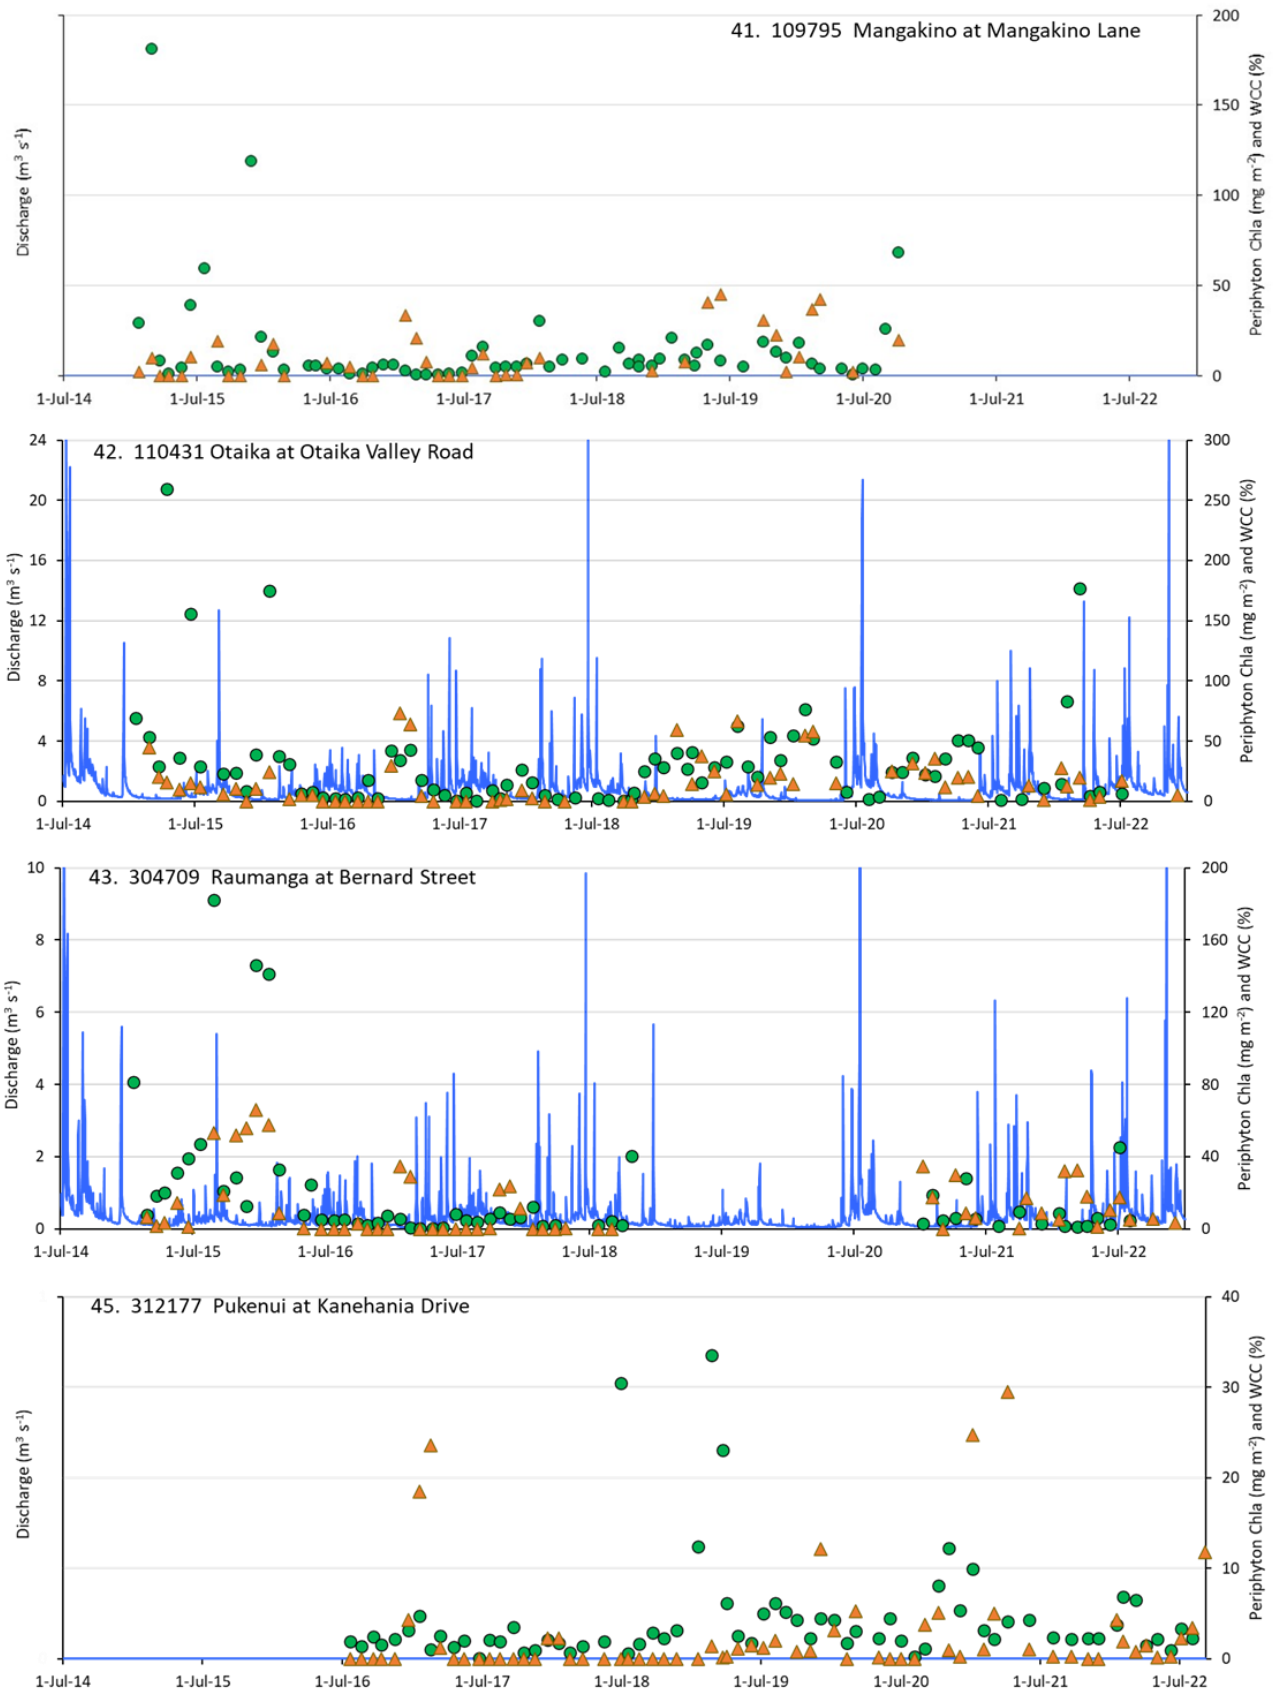 41. 109795 Mangakino at Mangakino Lane
Discharge (m³ s⁻¹)
200
150
100
50
0
Periphyton Chla (mg m⁻²) and WCC (%)
1-Jul-14 1-Jul-15 1-Jul-16 1-Jul-17 1-Jul-18 1-Jul-19 1-Jul-20 1-Jul-21 1-Jul-22
42. 110431 Otaika at Otaika Valley Road
Discharge (m³ s⁻¹)
24
20
16
12
8
4
0
300
250
200
150
100
50
0
Periphyton Chla (mg m⁻²) and WCC (%)
1-Jul-14 1-Jul-15 1-Jul-16 1-Jul-17 1-Jul-18 1-Jul-19 1-Jul-20 1-Jul-21 1-Jul-22
43. 304709 Raumanga at Bernard Street
Discharge (m³ s⁻¹)
10
8
6
4
2
0
200
160
120
80
40
0
Periphyton Chla (mg m⁻²) and WCC (%)
1-Jul-14 1-Jul-15 1-Jul-16 1-Jul-17 1-Jul-18 1-Jul-19 1-Jul-20 1-Jul-21 1-Jul-22
45. 312177 Pukenui at Kanehania Drive
Discharge (m³ s⁻¹)
40
30
20
10
0
Periphyton Chla (mg m⁻²) and WCC (%)
1-Jul-14 1-Jul-15 1-Jul-16 1-Jul-17 1-Jul-18 1-Jul-19 1-Jul-20 1-Jul-21 1-Jul-22